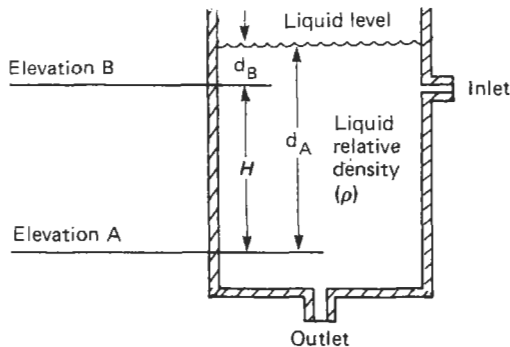 Liquid level
Elevation B
d_B
Inlet
Liquid
relative
density
(ρ)
d_A
H
Elevation A
Outlet